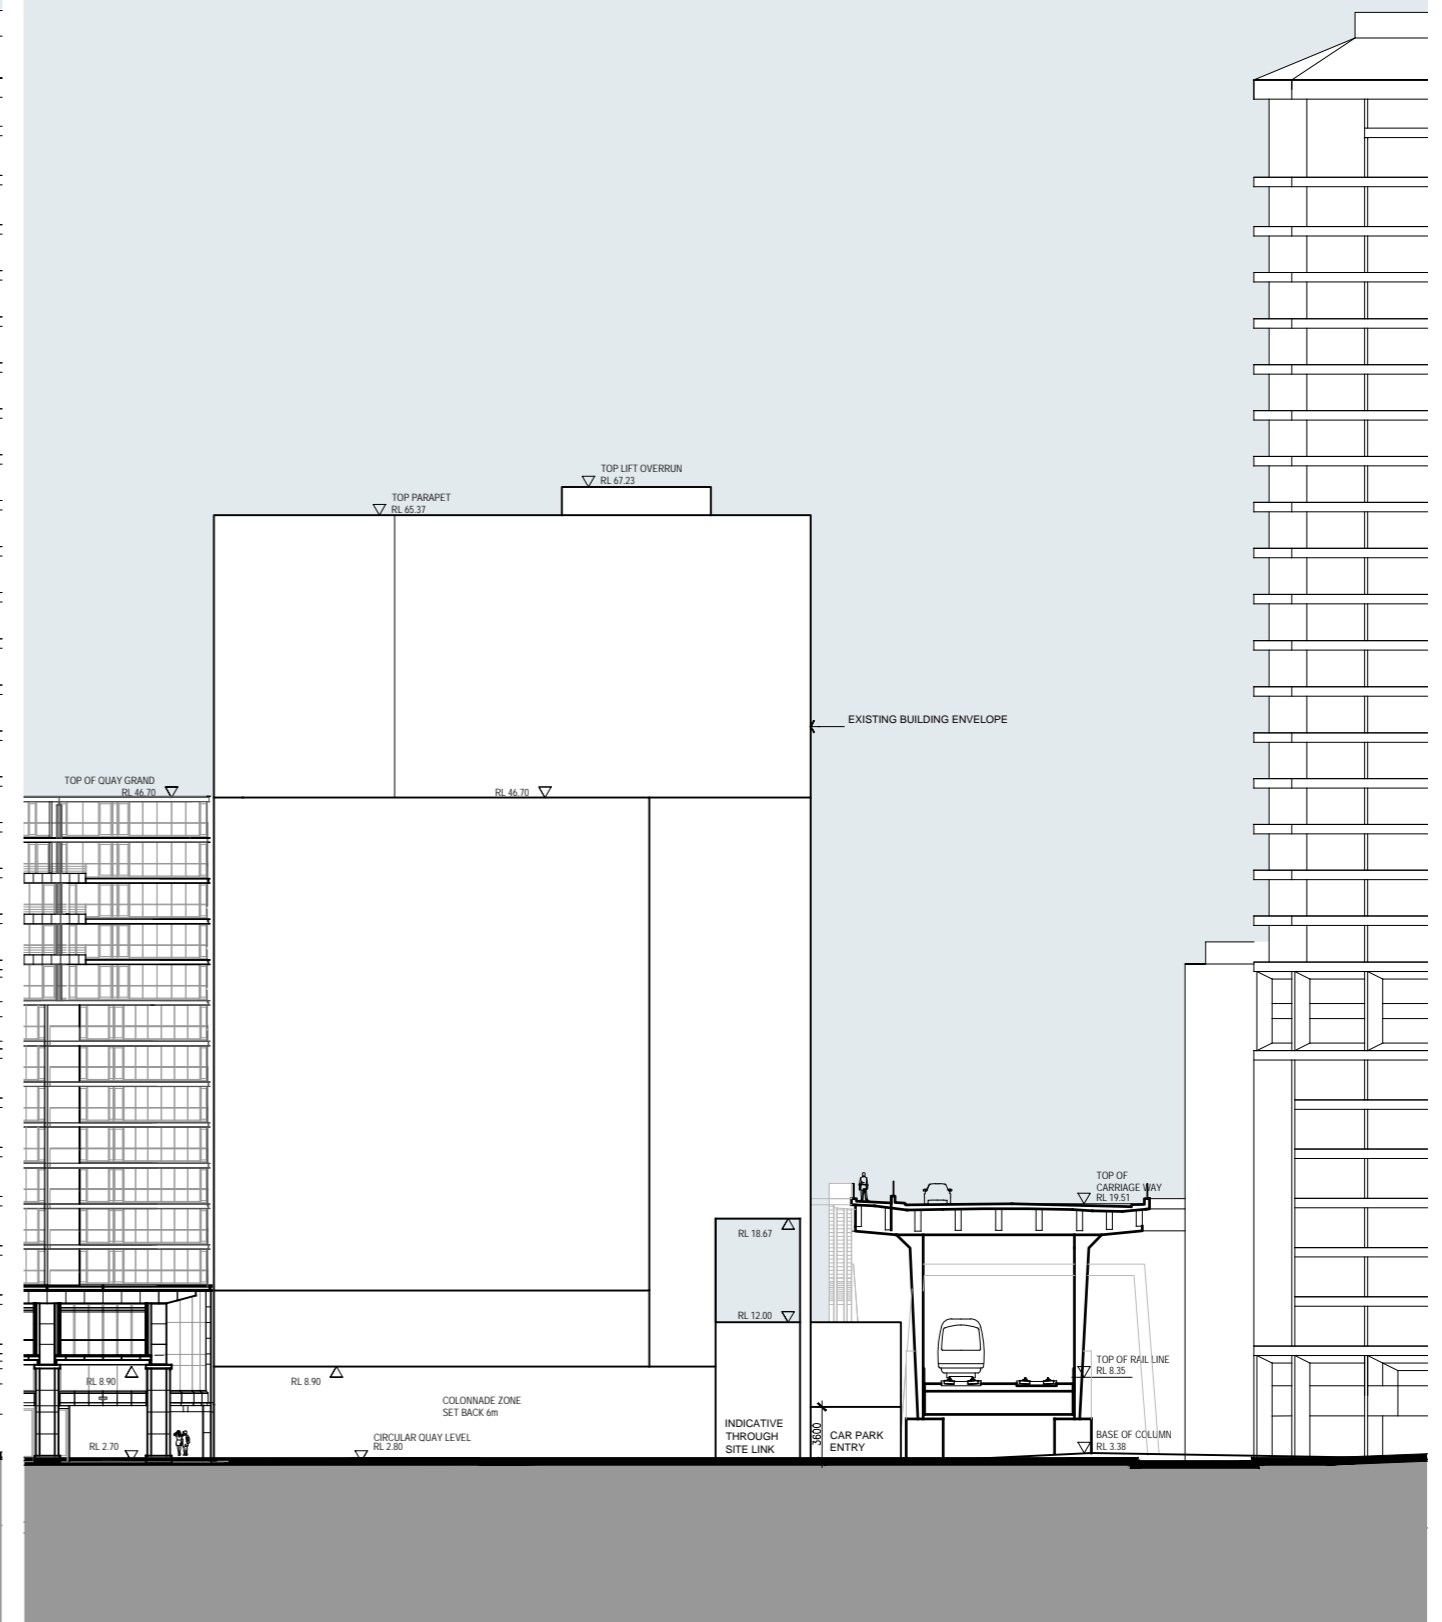 TOP LIFT OVERRUN
RL 67.23
TOP PARAPET
RL 65.37
EXISTING BUILDING ENVELOPE
TOP OF QUAY GRAND
RL 46.70
RL 46.70
TOP OF
CARRIAGE WAY
RL 19.51
RL 18.67
RL 12.00
TOP OF RAIL LINE
RL 8.35
RL 8.90
RL 8.90
COLONNADE ZONE
SET BACK 6m
INDICATIVE
THROUGH
SITE LINK
3600
CAR PARK
ENTRY
BASE OF COLUMN
RL 3.38
CIRCULAR QUAY LEVEL
RL 2.80
RL 2.70